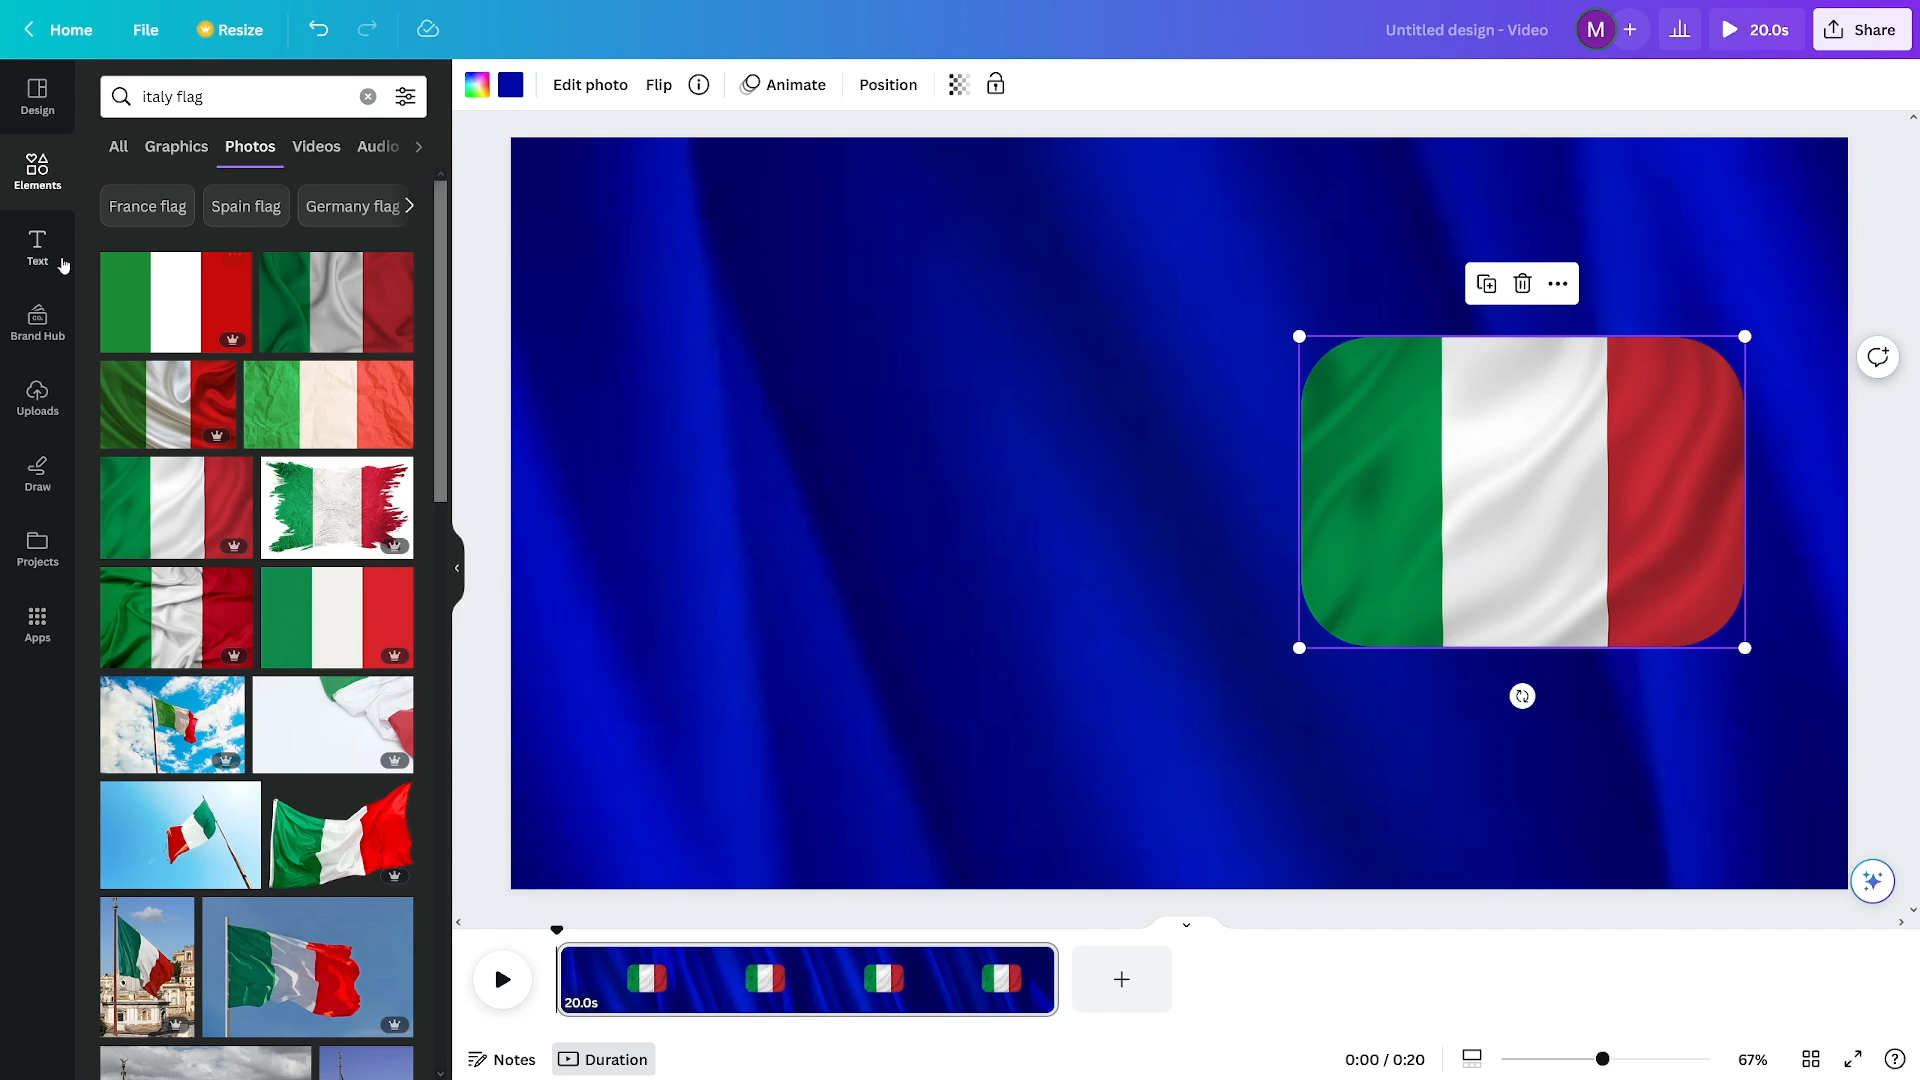 Home
File
Resize
Untitled design - Video
M
20.0s
Share
Design
Elements
Text
Brand Hub
CO.
Uploads
Draw
Projects
Apps
italy flag
All
Graphics
Photos
Videos
Audio
France flag
Spain flag
Germany flag
Edit photo
Flip
Animate
Position
20.0s
Notes
Duration
0:00 / 0:20
67%